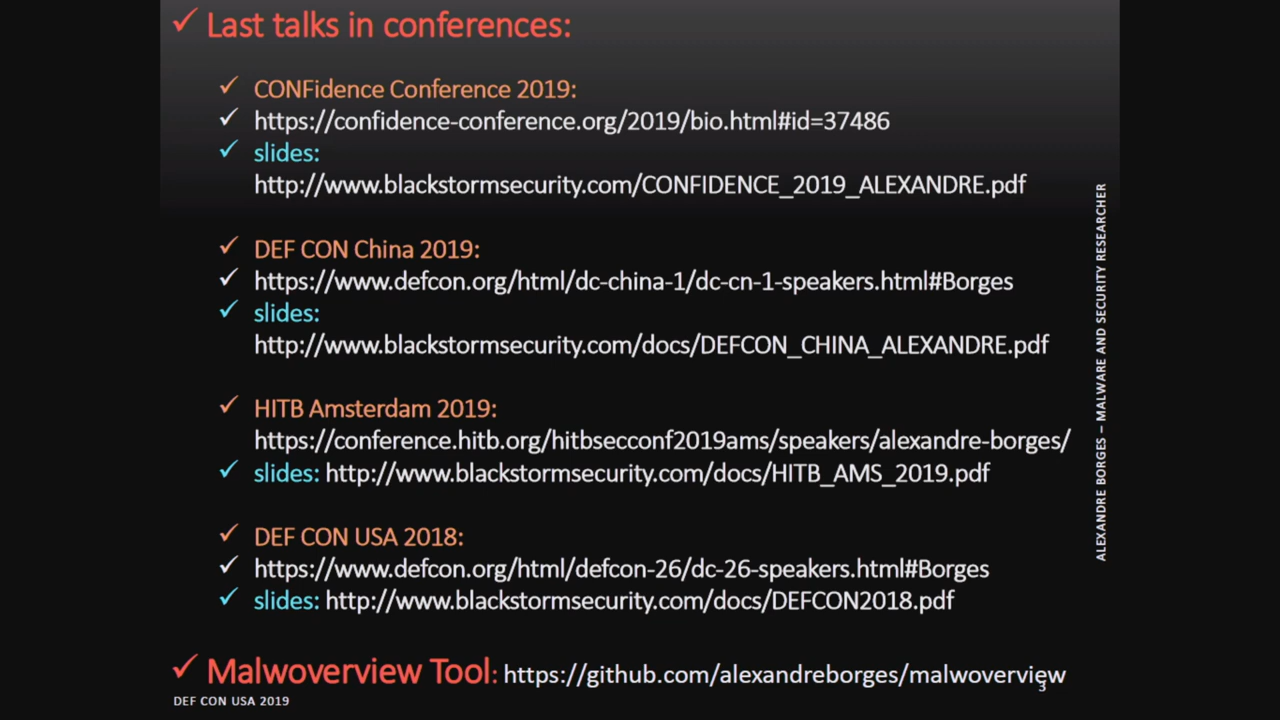 ✓ Last talks in conferences:
✓ CONFidence Conference 2019:
✓ https://confidence-conference.org/2019/bio.html#id=37486
✓ slides:
http://www.blackstormsecurity.com/CONFIDENCE_2019_ALEXANDRE.pdf
✓ DEF CON China 2019:
✓ https://www.defcon.org/html/dc-china-1/dc-cn-1-speakers.html#Borges
✓ slides:
http://www.blackstormsecurity.com/docs/DEFCON_CHINA_ALEXANDRE.pdf
✓ HITB Amsterdam 2019:
https://conference.hitb.org/hitbsecconf2019ams/speakers/alexandre-borges/
✓ slides: http://www.blackstormsecurity.com/docs/HITB_AMS_2019.pdf
✓ DEF CON USA 2018:
✓ https://www.defcon.org/html/defcon-26/dc-26-speakers.html#Borges
✓ slides: http://www.blackstormsecurity.com/docs/DEFCON2018.pdf
✓ Malwoverview Tool: https://github.com/alexandreborges/malwoverview
3
DEF CON USA 2019
ALEXANDRE BORGES – MALWARE AND SECURITY RESEARCHER